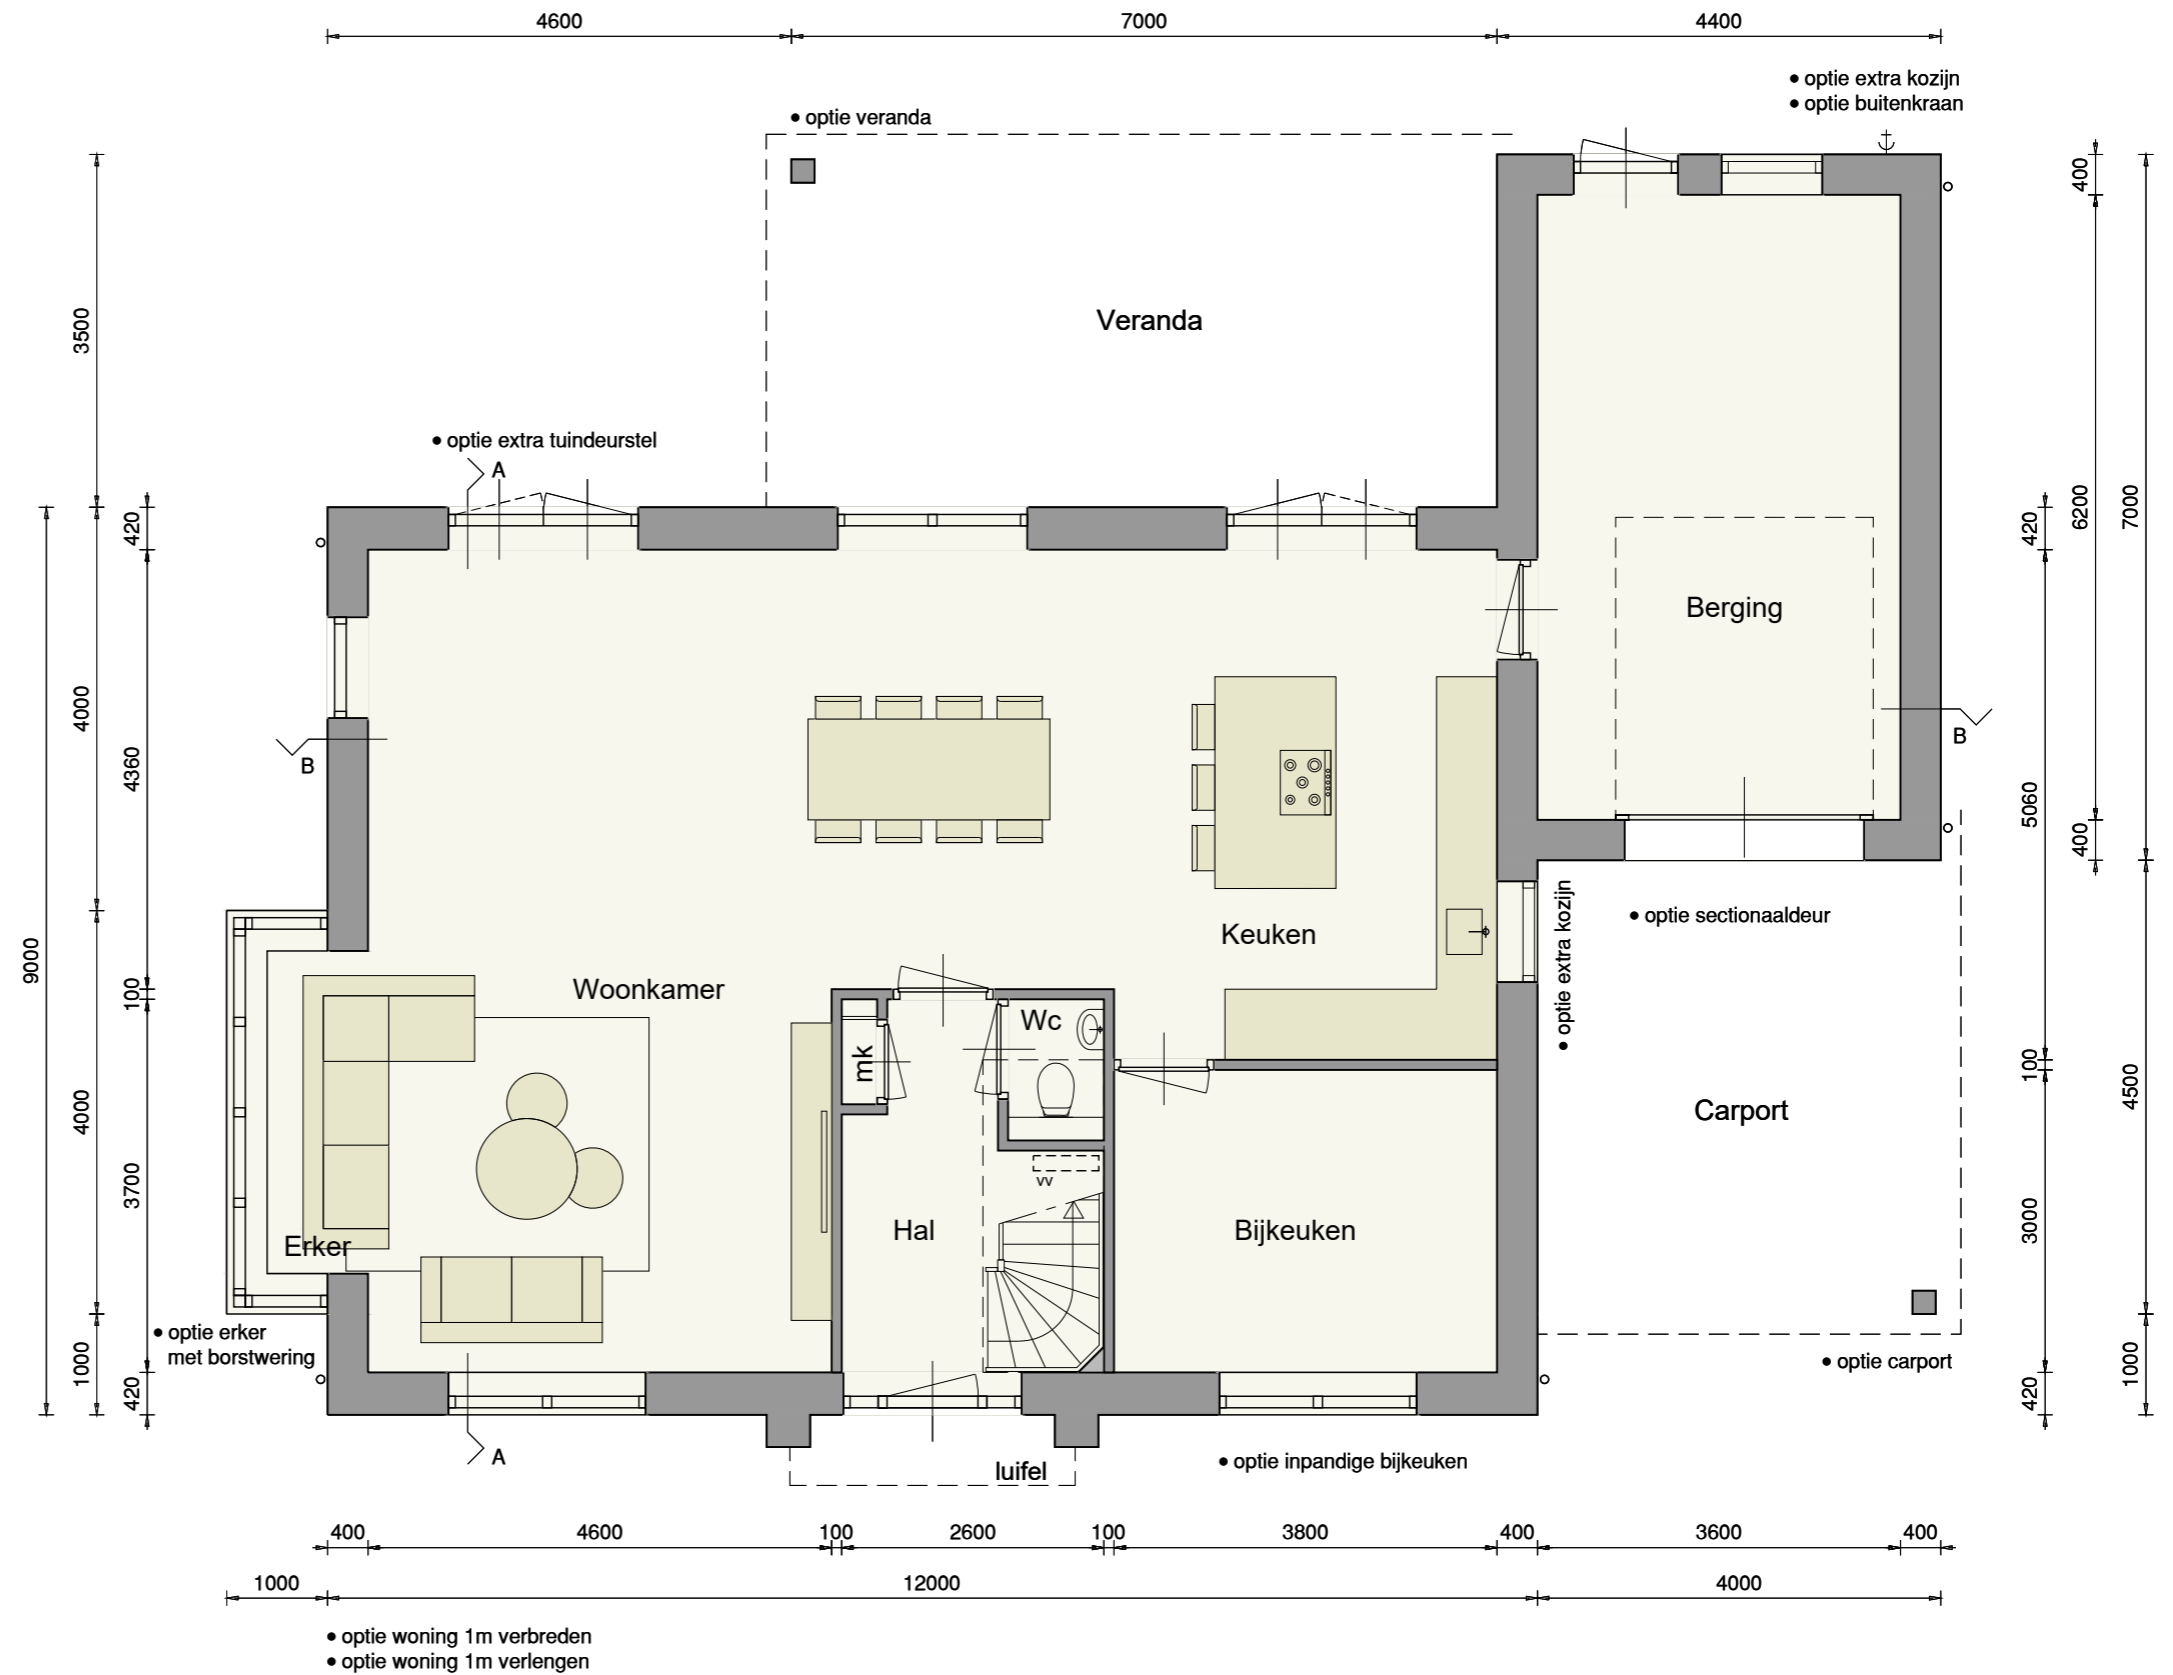 4600 7000 4400
• optie extra kozijn
• optie buitenkraan
• optie veranda
400
3500
Veranda
• optie extra tuindeurstel
A
420
6200
7000
420
Berging
4000
B
B
4360
5060
400
• optie extra kozijn
• optie sectionaaldeur
Keuken
9000
Woonkamer
100
Wc
mk
100
Carport
4000
4500
3700
vv
3000
Hal
Bijkeuken
Erker
• optie erker
met borstwering
• optie carport
1000
420
420
1000
A
• optie inpandige bijkeuken
luifel
400 4600 100 2600 100 3800 400 3600 400
1000 12000 4000
• optie woning 1m verbreden
• optie woning 1m verlengen